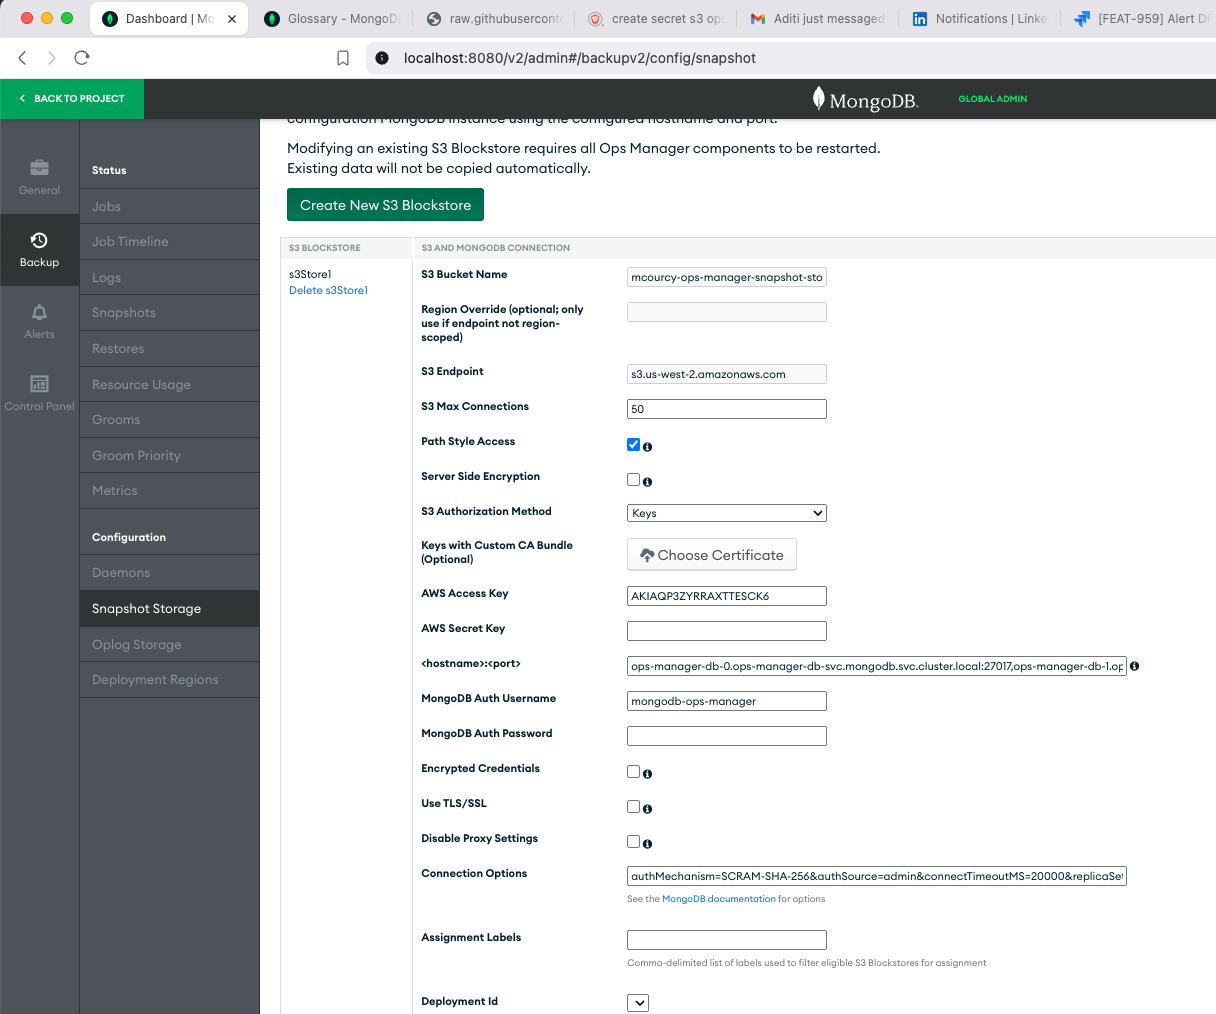 Dashboard | Mo
Glossary - MongoD
raw.githubuserconte
create secret s3 ops
Aditi just messaged
Notifications | Linke
[FEAT-959] Alert D
localhost:8080/v2/admin#/backupv2/config/snapshot
BACK TO PROJECT
MongoDB.
GLOBAL ADMIN
General
Backup
Alerts
Control Panel
Status
Jobs
Job Timeline
Logs
Snapshots
Restores
Resource Usage
Grooms
Groom Priority
Metrics
Configuration
Daemons
Snapshot Storage
Oplog Storage
Deployment Regions
configuration MongoDB instance using the configured hostname and port.
Modifying an existing S3 Blockstore requires all Ops Manager components to be restarted.
Existing data will not be copied automatically.
Create New S3 Blockstore
S3 BLOCKSTORE
S3 AND MONGODB CONNECTION
s3Store1
Delete s3Store1
S3 Bucket Name
mcourcy-ops-manager-snapshot-sto
Region Override (optional; only
use if endpoint not region-
scoped)
S3 Endpoint
s3.us-west-2.amazonaws.com
S3 Max Connections
50
Path Style Access
Server Side Encryption
S3 Authorization Method
Keys
Keys with Custom CA Bundle
(Optional)
Choose Certificate
AWS Access Key
AKIAQP3ZYRRAXTTESCK6
AWS Secret Key
<hostname>:<port>
ops-manager-db-0.ops-manager-db-svc.mongodb.svc.cluster.local:27017,ops-manager-db-1.op
MongoDB Auth Username
mongodb-ops-manager
MongoDB Auth Password
Encrypted Credentials
Use TLS/SSL
Disable Proxy Settings
Connection Options
authMechanism=SCRAM-SHA-256&authSource=admin&connectTimeoutMS=20000&replicaSet
See the MongoDB documentation for options
Assignment Labels
Comma-delimited list of labels used to filter eligible S3 Blockstores for assignment
Deployment Id